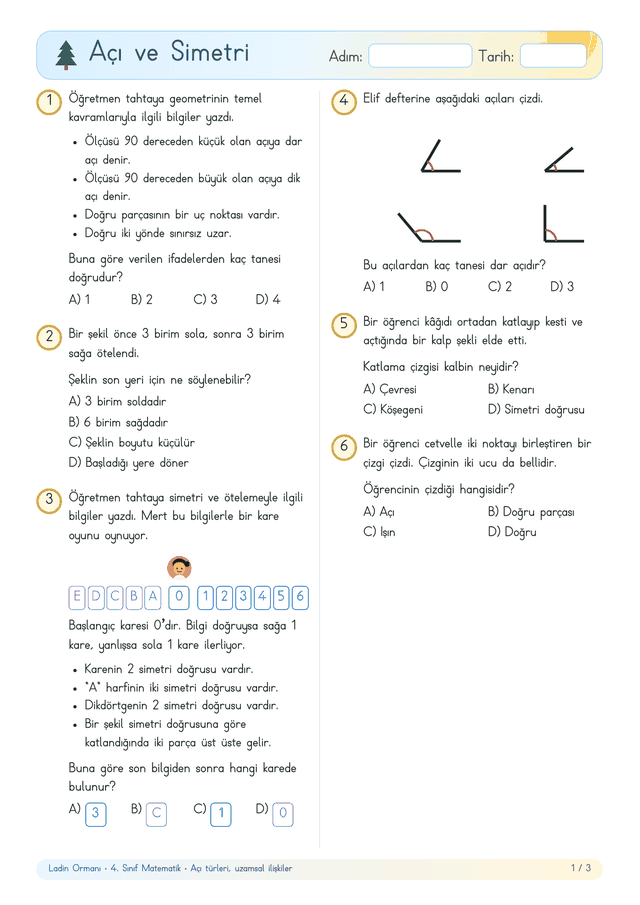 Açı ve Simetri
Adım:
Tarih:
1
Öğretmen tahtaya geometrinin temel
kavramlarıyla ilgili bilgiler yazdı.
• Ölçüsü 90 dereceden küçük olan açıya dar
açı denir.
• Ölçüsü 90 dereceden büyük olan açıya dik
açı denir.
• Doğru parçasının bir uç noktası vardır.
• Doğru iki yönde sınırsız uzar.
Buna göre verilen ifadelerden kaç tanesi
doğrudur?
A) 1 B) 2 C) 3 D) 4
2
Bir şekil önce 3 birim sola, sonra 3 birim
sağa ötelendi.
Şeklin son yeri için ne söylenebilir?
A) 3 birim soldadır
B) 6 birim sağdadır
C) Şeklin boyutu küçülür
D) Başladığı yere döner
3
Öğretmen tahtaya simetri ve ötelemeyle ilgili
bilgiler yazdı. Mert bu bilgilerle bir kare
oyunu oynuyor.
E D C B A 0 1 2 3 4 5 6
Başlangıç karesi 0'dır. Bilgi doğruysa sağa 1
kare, yanlışsa sola 1 kare ilerliyor.
• Karenin 2 simetri doğrusu vardır.
• "A" harfinin iki simetri doğrusu vardır.
• Dikdörtgenin 2 simetri doğrusu vardır.
• Bir şekil simetri doğrusuna göre
katlandığında iki parça üst üste gelir.
Buna göre son bilgiden sonra hangi karede
bulunur?
A) 3 B) C C) 1 D) 0
4
Elif defterine aşağıdaki açıları çizdi.
Bu açılardan kaç tanesi dar açıdır?
A) 1 B) 0 C) 2 D) 3
5
Bir öğrenci kâğıdı ortadan katlayıp kesti ve
açtığında bir kalp şekli elde etti.
Katlama çizgisi kalbin neyidir?
A) Çevresi B) Kenarı
C) Köşegeni D) Simetri doğrusu
6
Bir öğrenci cetvelle iki noktayı birleştiren bir
çizgi çizdi. Çizginin iki ucu da bellidir.
Öğrencinin çizdiği hangisidir?
A) Açı B) Doğru parçası
C) Işın D) Doğru
Ladin Ormanı • 4. Sınıf Matematik • Açı türleri, uzamsal ilişkiler
1 / 3